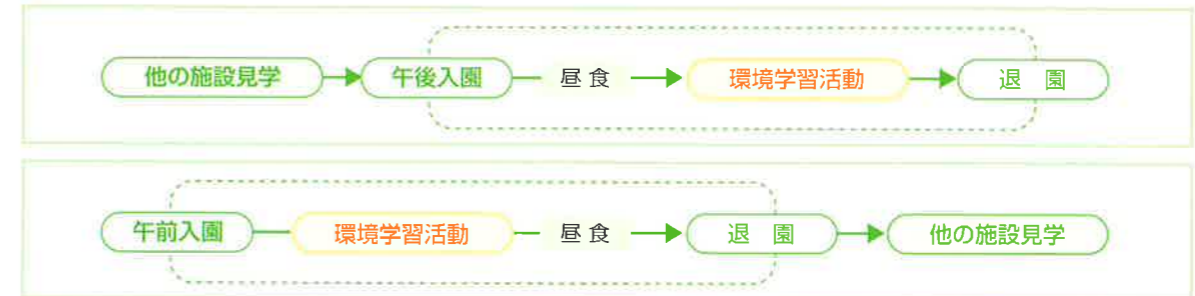 他の施設見学 午後入園 昼食 環境学習活動 退　園
午前入園 環境学習活動 昼食 退　園 他の施設見学